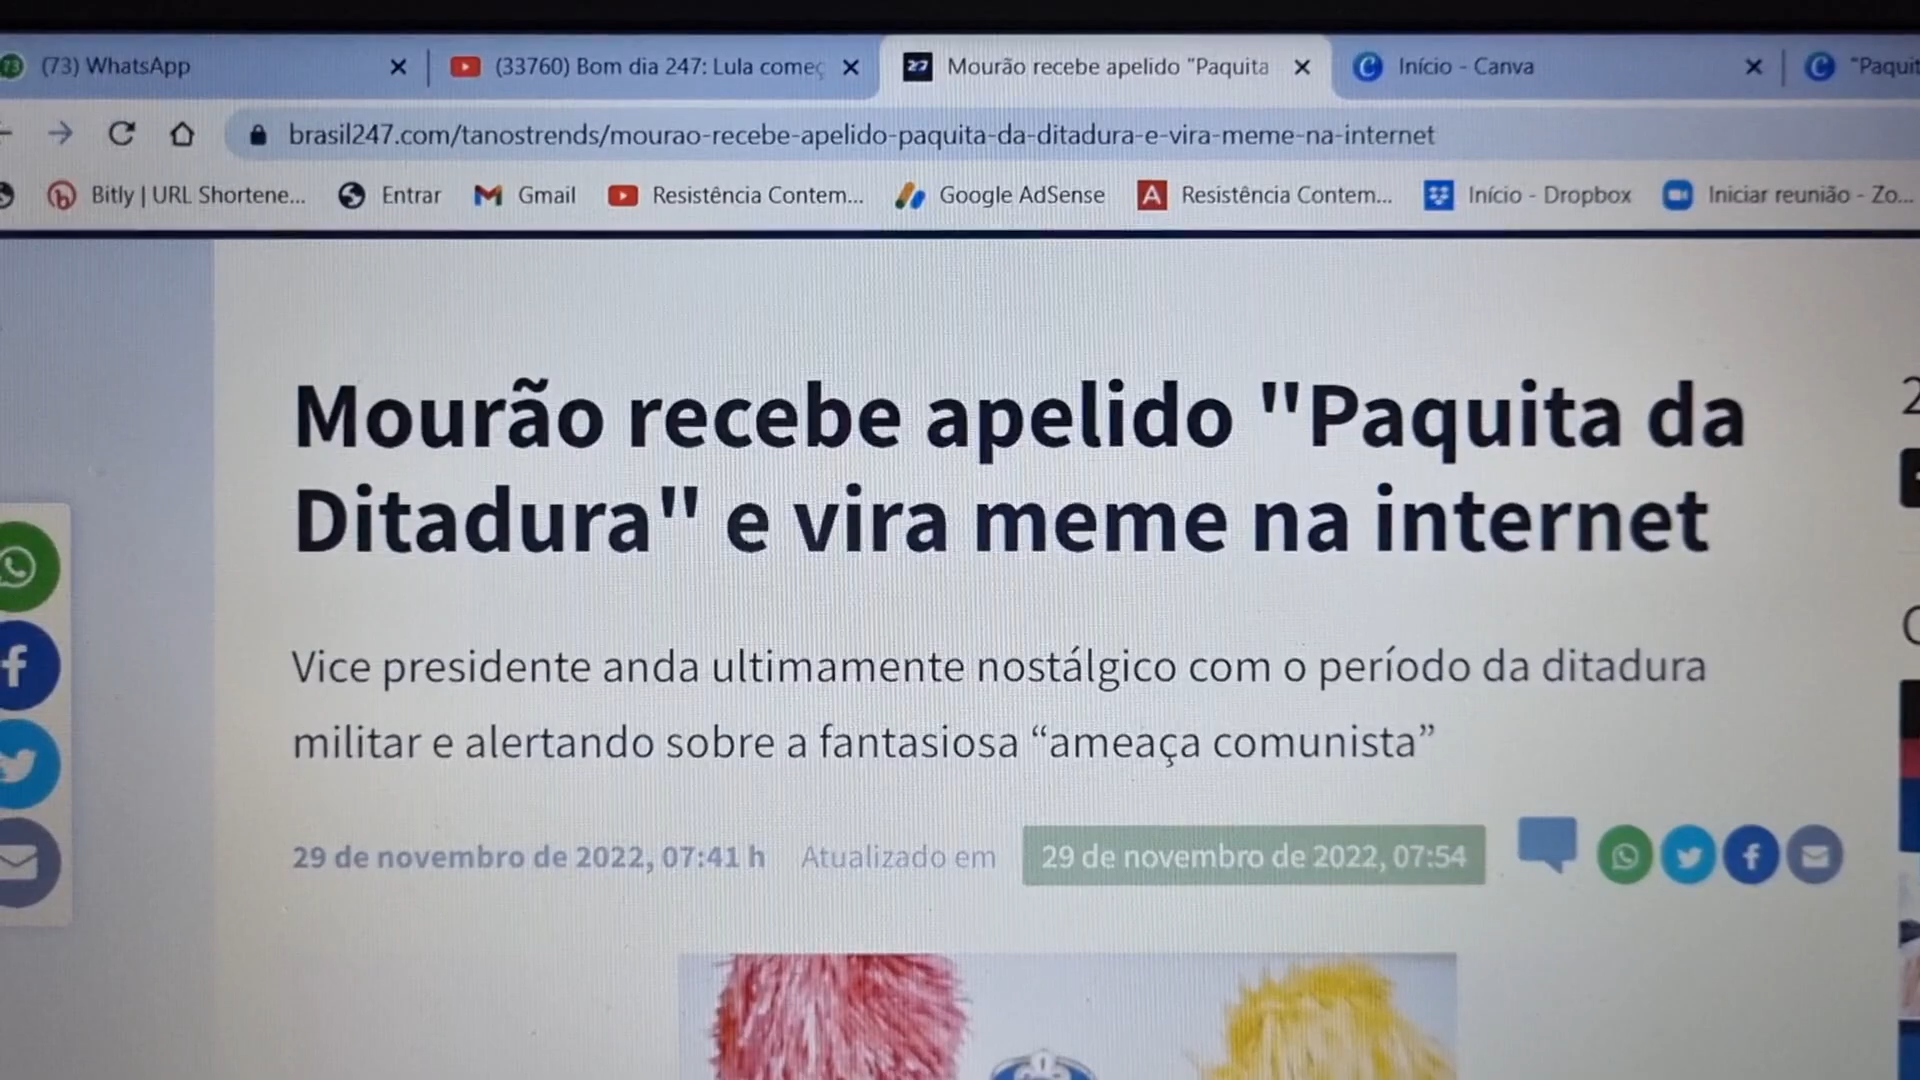 73
(73) WhatsApp
(33760) Bom dia 247: Lula começ
247
Mourão recebe apelido "Paquita
Início - Canva
"Paquit
brasil247.com/tanostrends/mourao-recebe-apelido-paquita-da-ditadura-e-vira-meme-na-internet
Bitly | URL Shortene...
Entrar
Gmail
Resistência Contem...
Google AdSense
Resistência Contem...
Início - Dropbox
Iniciar reunião - Zo...
Mourão recebe apelido "Paquita da
Ditadura" e vira meme na internet
Vice presidente anda ultimamente nostálgico com o período da ditadura
militar e alertando sobre a fantasiosa “ameaça comunista”
29 de novembro de 2022, 07:41 h Atualizado em 29 de novembro de 2022, 07:54